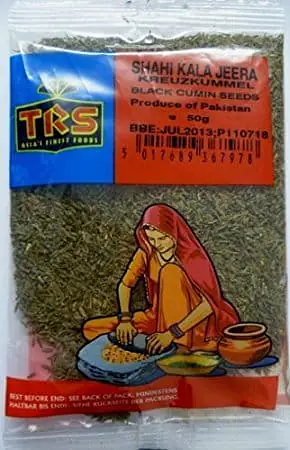 TRS
ASIA'S FINEST FOODS
SHAHI KALA JEERA
KREUZKUMMEL
BLACK CUMIN SEEDS
Produce of Pakistan
e 50g
BBE:JUL2013;P110718
5 017689 367978
BEST BEFORE END: SEE BACK OF PACK, MINDESTENS
HALTBAR BIS ENDE: SIEHE RUCKSEITE DER PACKUNG.